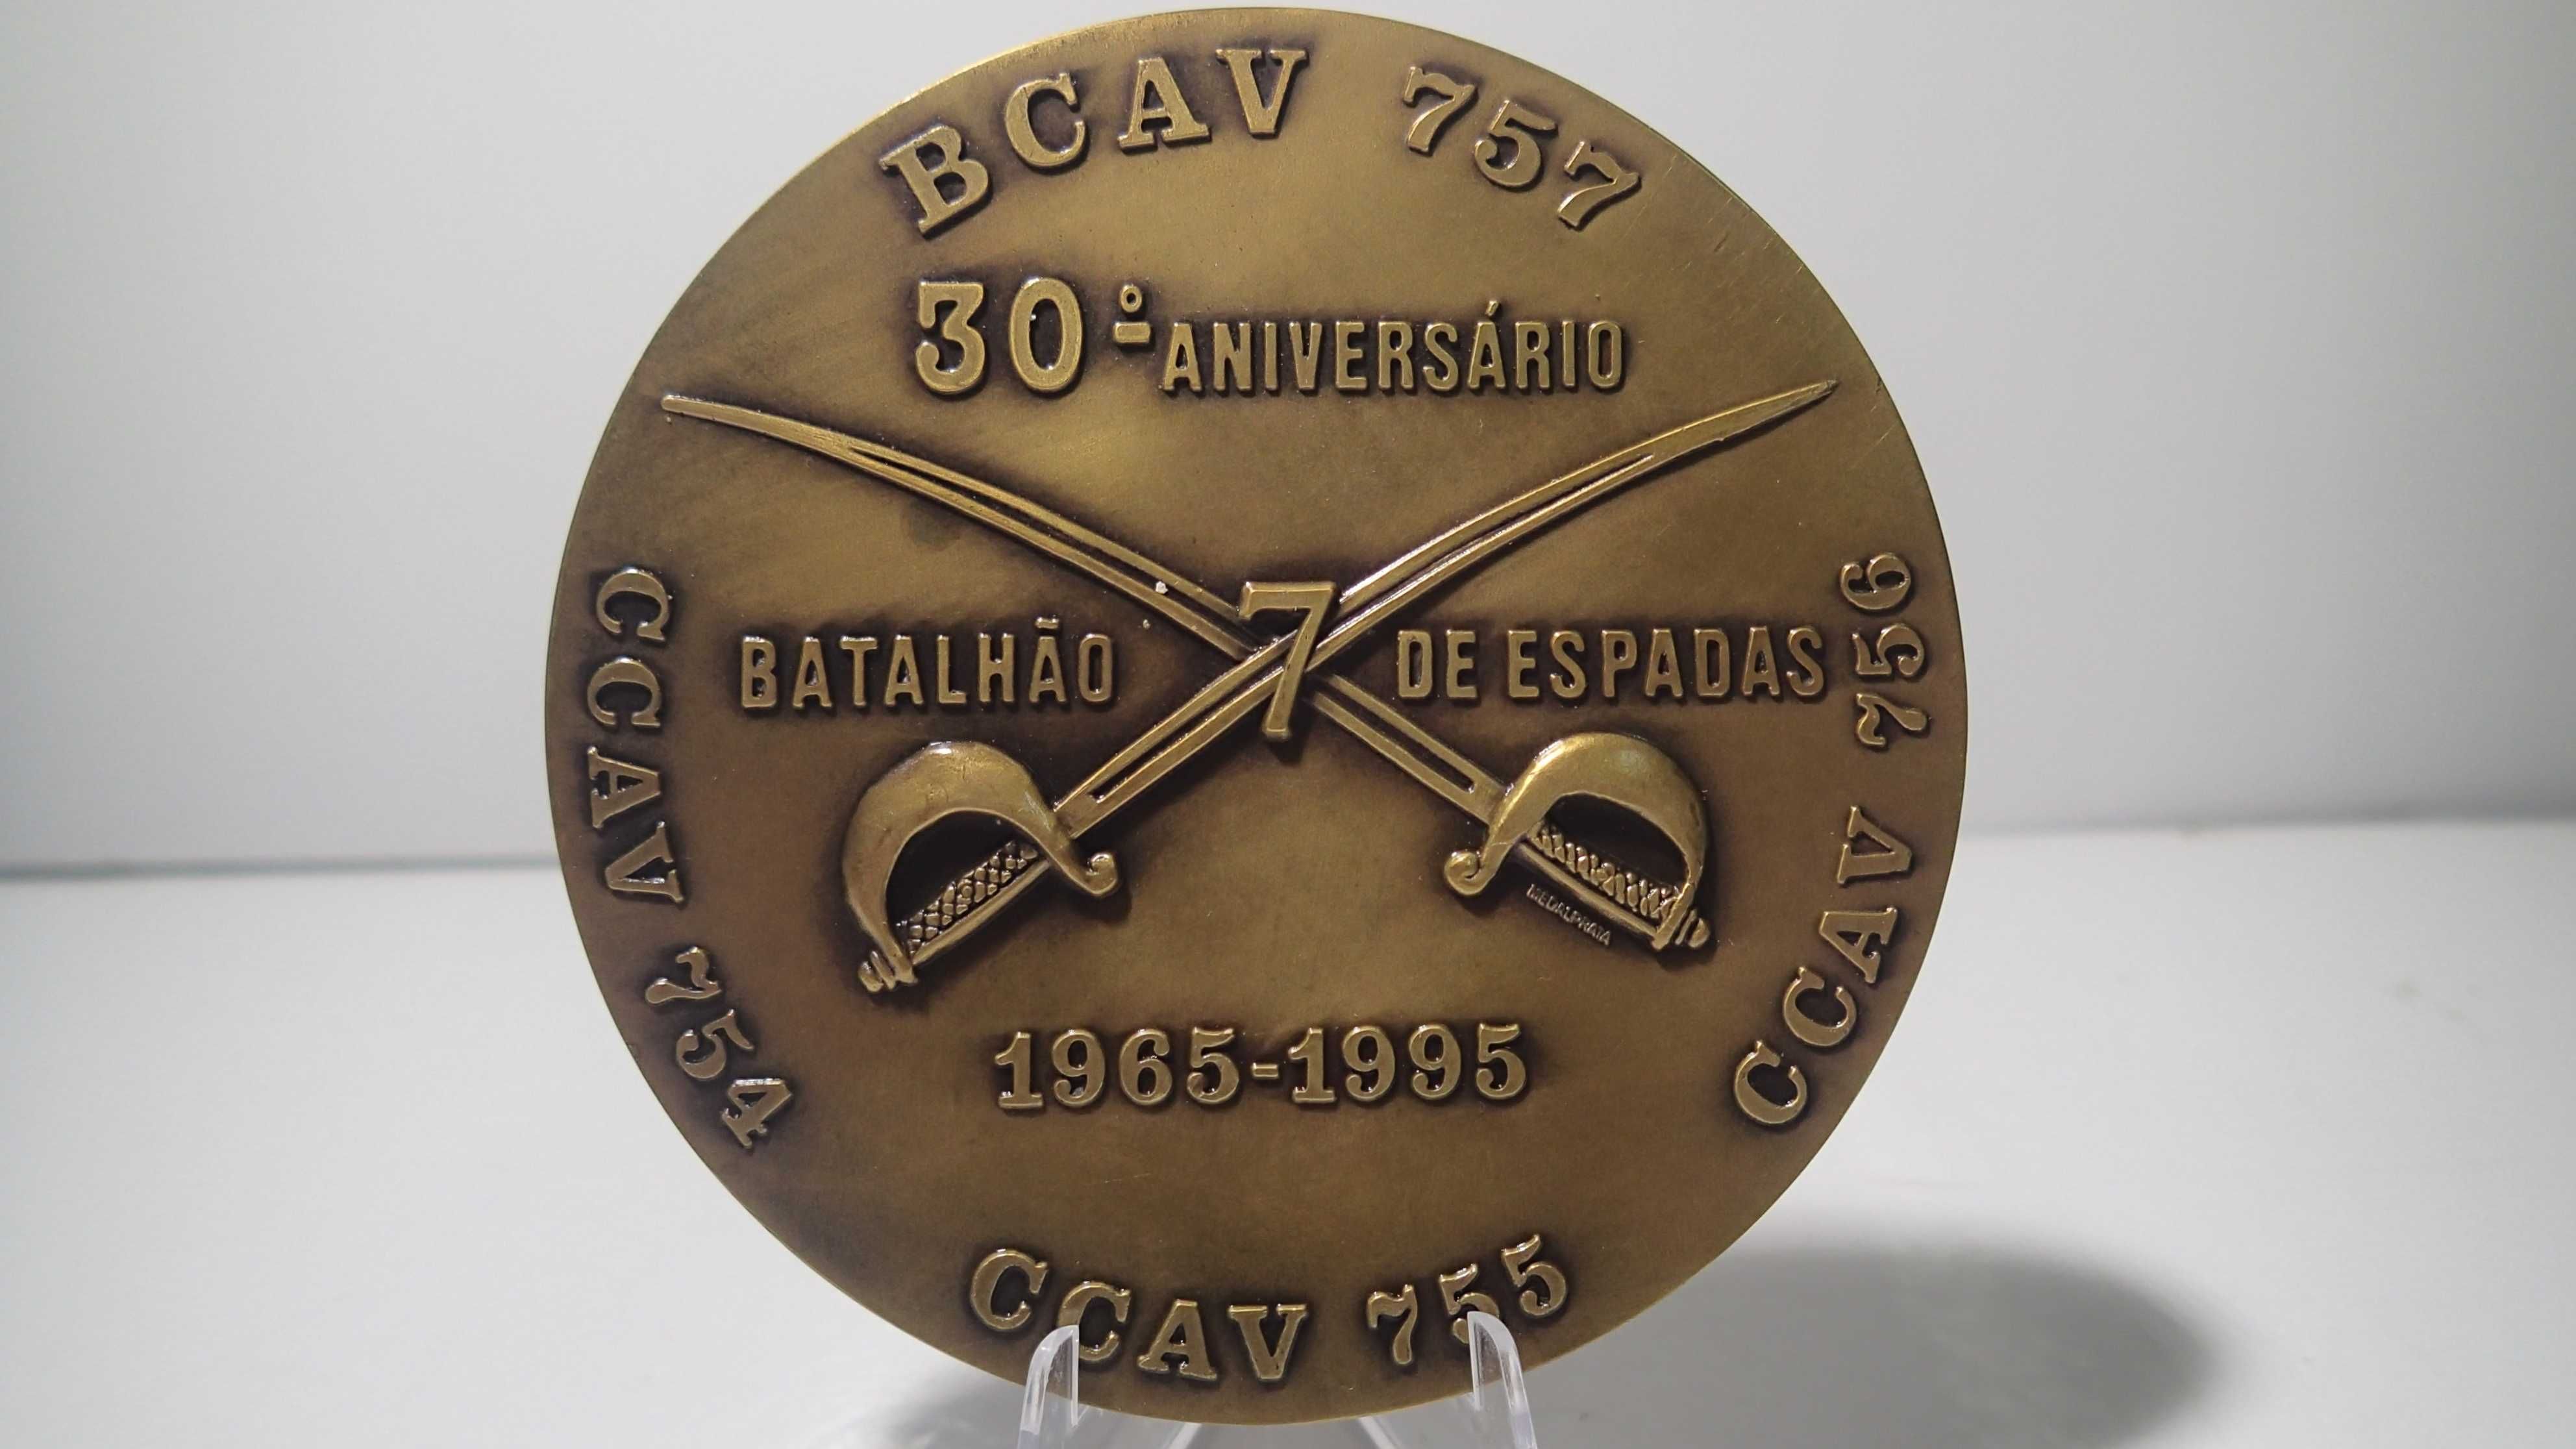 BCAV 757
30º ANIVERSÁRIO
BATALHÃO 7 DE ESPADAS
CCAV 754
CCAV 756
MEDALPRATA
1965-1995
CCAV 755